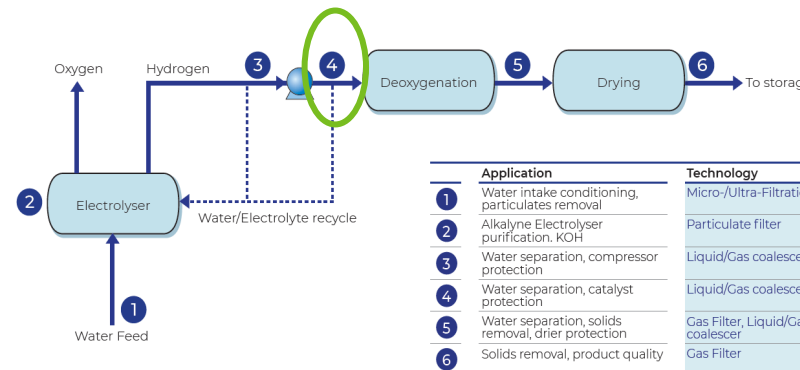 Oxygen
Hydrogen
3
4
5
6
Deoxygenation
Drying
To storag
2
Electrolyser
Water/Electrolyte recycle
1
Water Feed
Application
Technology
1
Water intake conditioning,
particulates removal
Micro-/Ultra-Filtratio
2
Alkalyne Electrolyser
purification. KOH
Particulate filter
3
Water separation, compressor
protection
Liquid/Gas coalesce
4
Water separation, catalyst
protection
Liquid/Gas coalesce
5
Water separation, solids
removal, drier protection
Gas Filter, Liquid/Ga
coalescer
6
Solids removal, product quality
Gas Filter